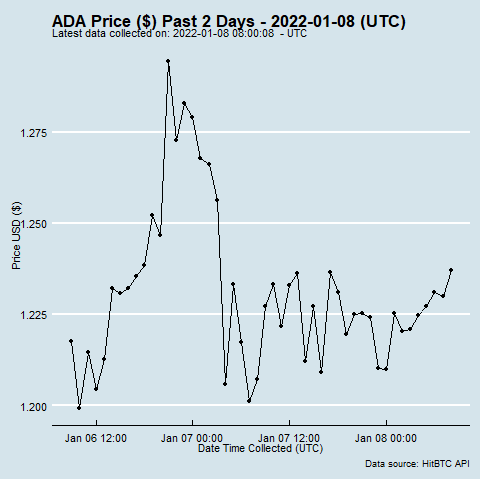 ADA Price ($) Past 2 Days - 2022-01-08 (UTC)
Latest data collected on: 2022-01-08 08:00:08 - UTC
Price USD ($)
1.275
1.250
1.225
1.200
Jan 06 12:00 Jan 07 00:00 Jan 07 12:00 Jan 08 00:00
Date Time Collected (UTC)
Data source: HitBTC API